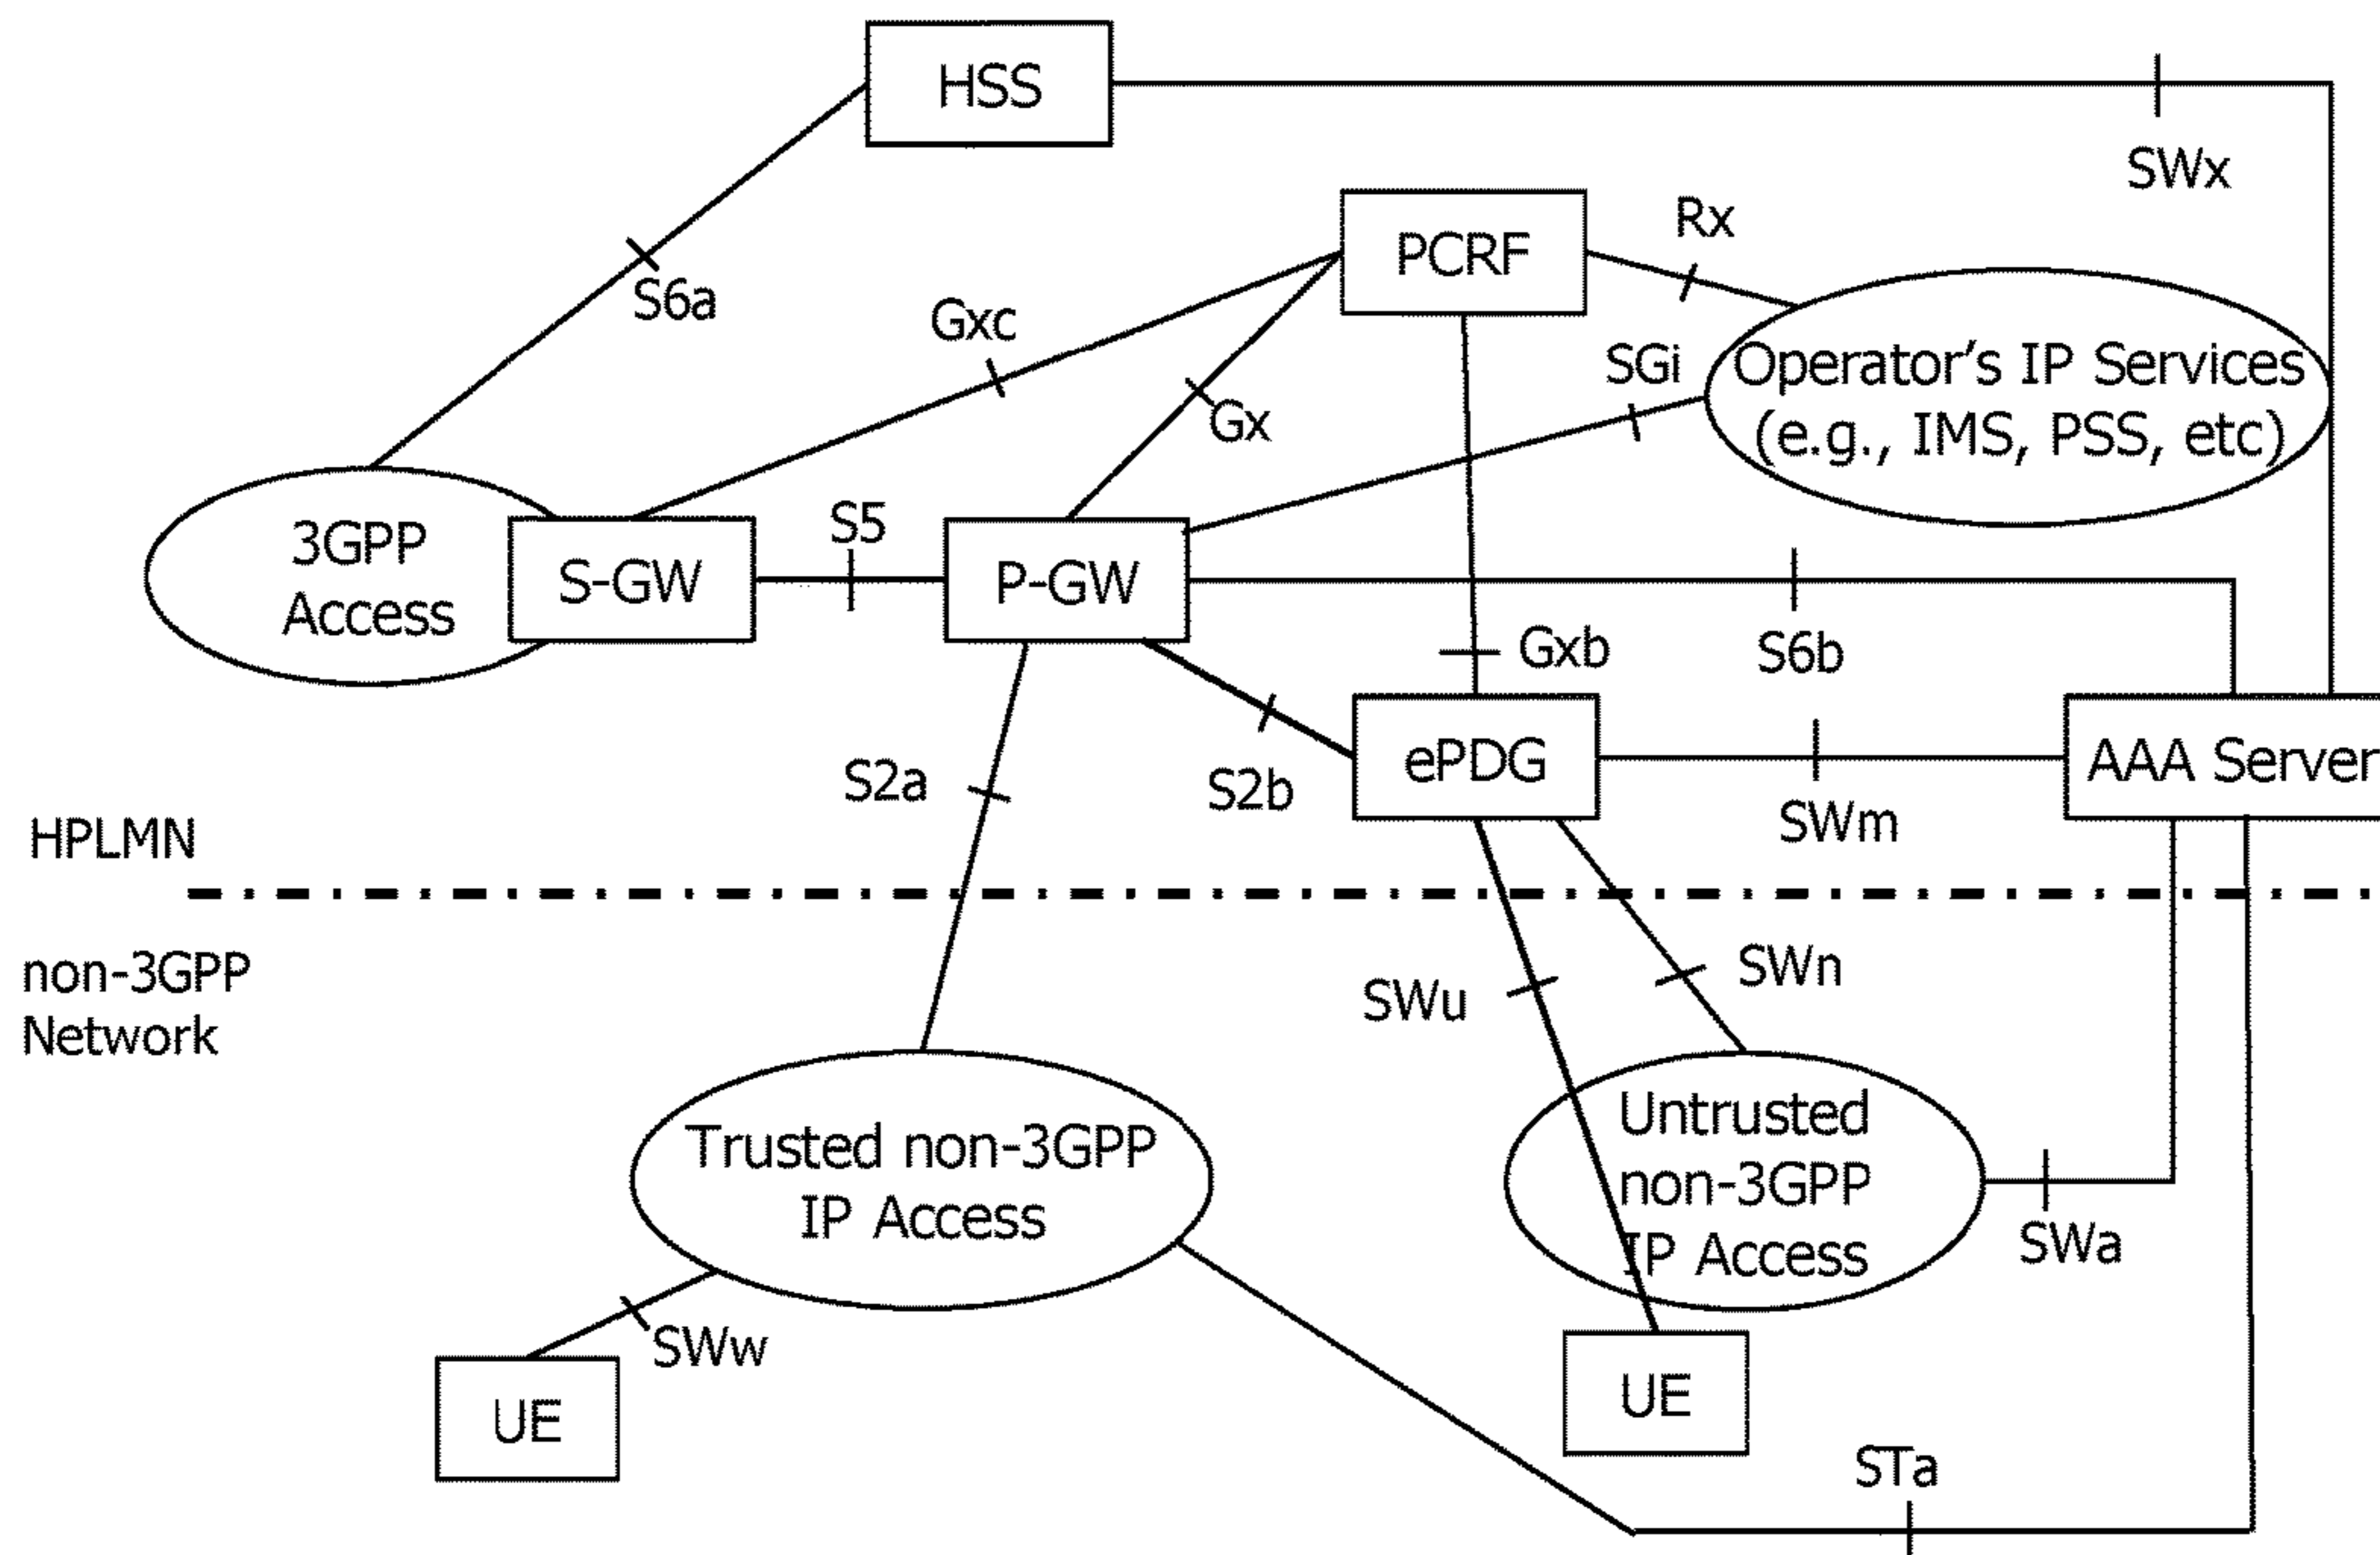 HSS
SWx
PCRF
Rx
S6a
Gxc
SGi
Operator's IP Services
(e.g., IMS, PSS, etc)
Gx
3GPP
Access
S-GW
S5
P-GW
Gxb
S6b
S2a
S2b
ePDG
SWm
AAA Server
HPLMN
non-3GPP
Network
SWu
SWn
Trusted non-3GPP
IP Access
Untrusted
non-3GPP
IP Access
SWa
SWw
UE
UE
STa